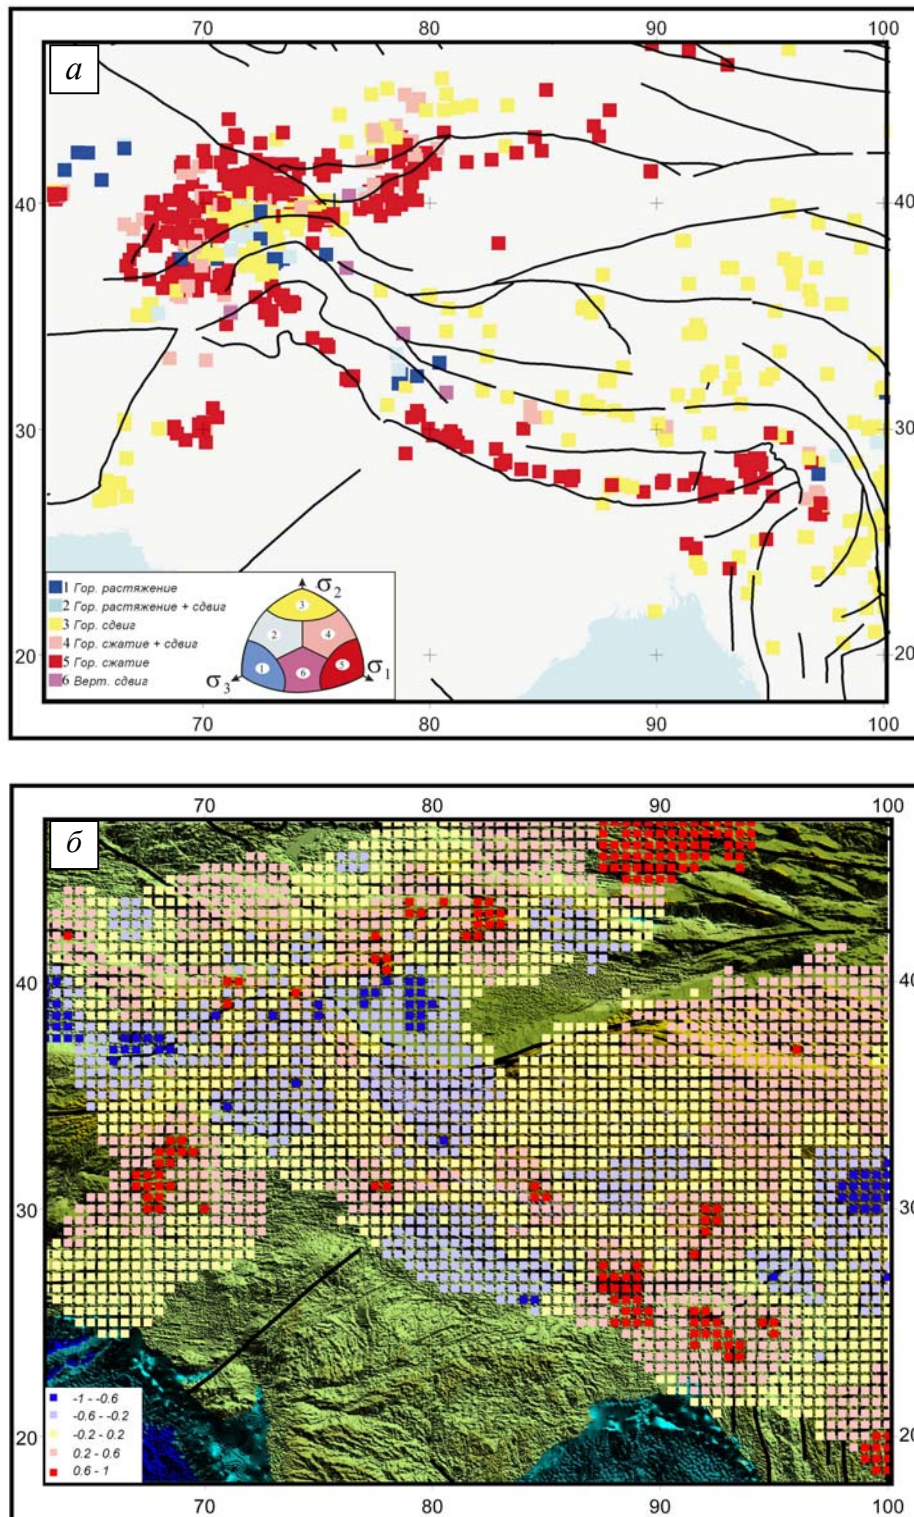 70 80 90 100
а
40 40
30 30
20 20
1 Гор. растяжение
2 Гор. растяжение + сдвиг
3 Гор. сдвиг
4 Гор. сжатие + сдвиг
5 Гор. сжатие
6 Верт. сдвиг
σ2
3
2 4
1 6 5
σ3 σ1
70 80 90 100
70 80 90 100
б
40 40
30 30
20 20
-1 - -0.6
-0.6 - -0.2
-0.2 - 0.2
0.2 - 0.6
0.6 - 1
70 80 90 100